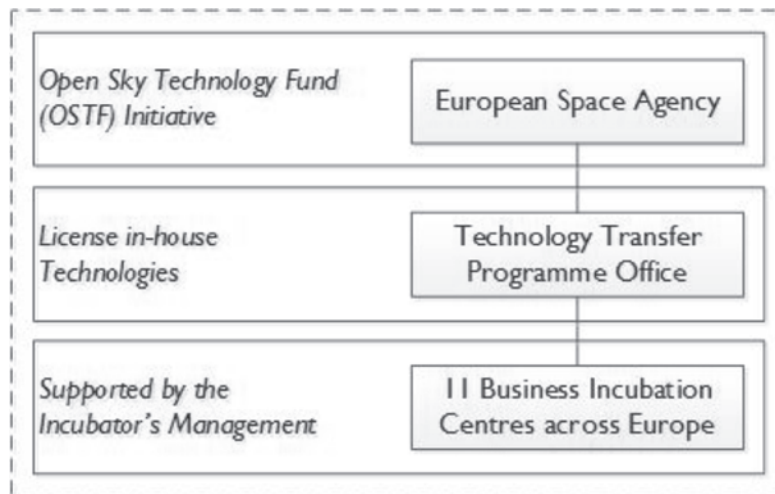 Open Sky Technology Fund
(OSTF) Initiative
European Space Agency
License in-house
Technologies
Technology Transfer
Programme Office
Supported by the
Incubator's Management
11 Business Incubation
Centres across Europe